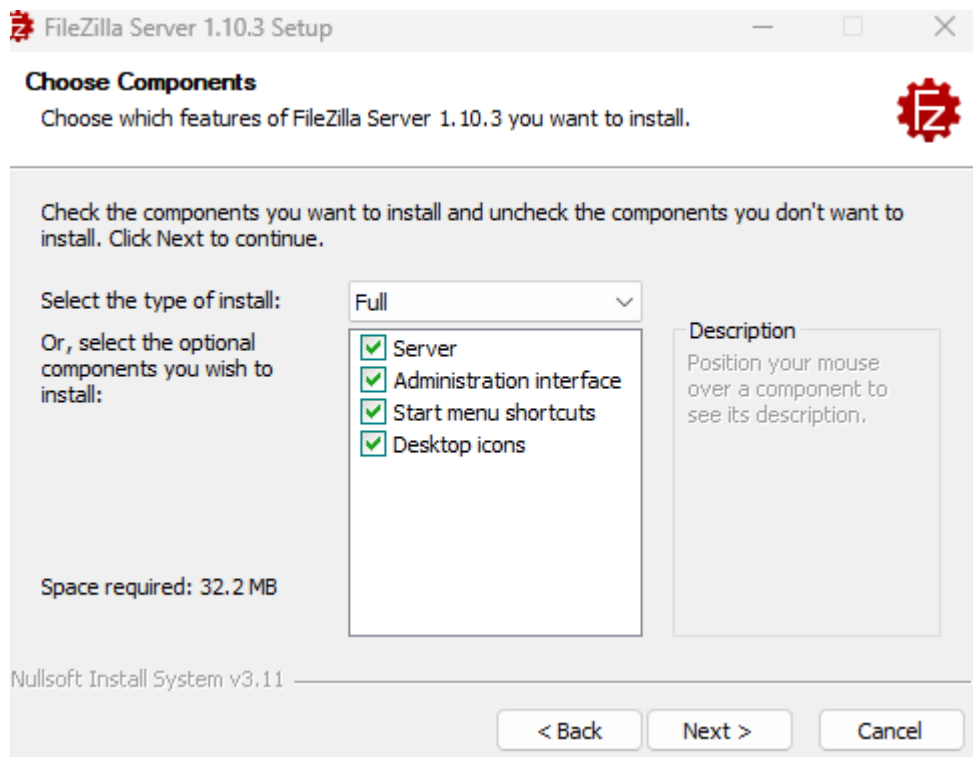 FileZilla Server 1.10.3 Setup
Choose Components
Choose which features of FileZilla Server 1.10.3 you want to install.
Fz
Check the components you want to install and uncheck the components you don't want to
install. Click Next to continue.
Select the type of install:
Full
Or, select the optional
components you wish to
install:
Server
Administration interface
Start menu shortcuts
Desktop icons
Description
Position your mouse
over a component to
see its description.
Space required: 32.2 MB
Nullsoft Install System v3.11
< Back
Next >
Cancel